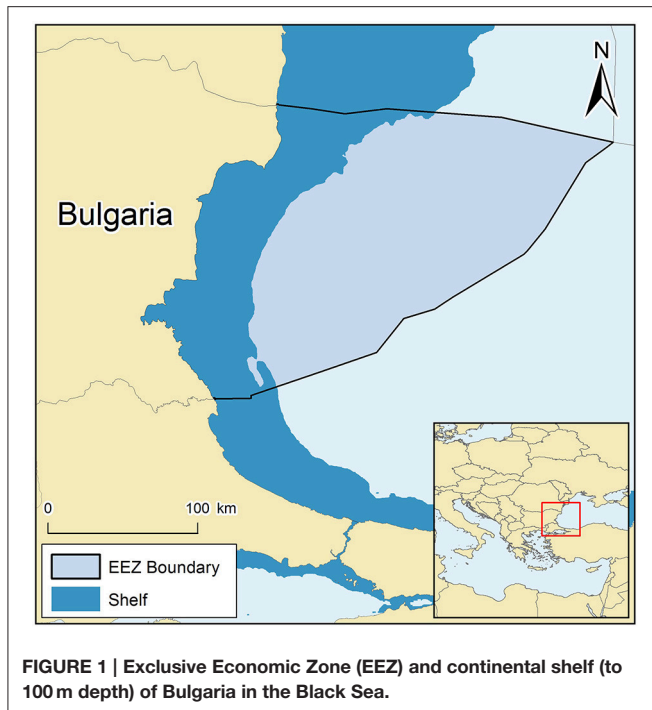 N
Bulgaria
0 100 km
EEZ Boundary
Shelf
FIGURE 1 | Exclusive Economic Zone (EEZ) and continental shelf (to
100 m depth) of Bulgaria in the Black Sea.